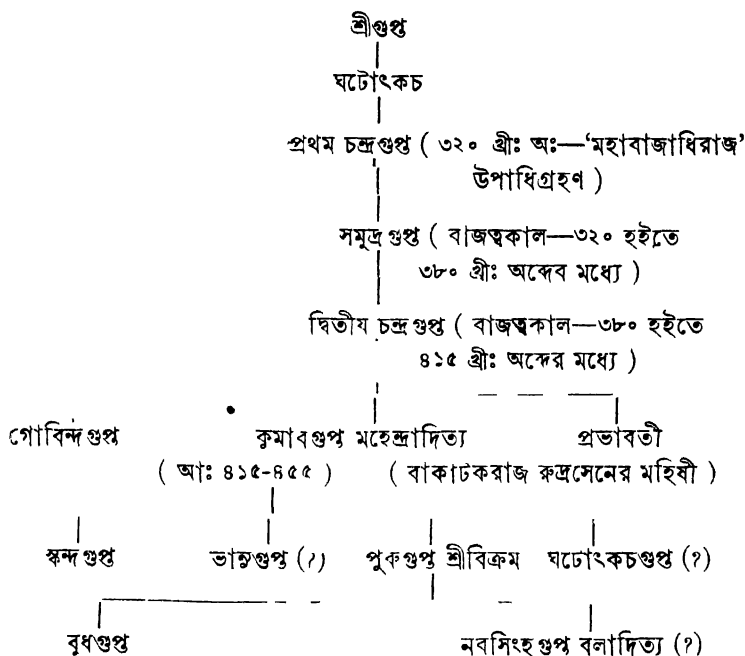 শ্রীগুপ্ত
ঘটোৎকচ
প্রথম চন্দ্রগুপ্ত ( ৩২০ খ্রীঃ অঃ—‘মহাবাজাধিরাজ’
উপাধিগ্রহণ )
সমুদ্রগুপ্ত ( বাজত্বকাল—৩২০ হইতে
৩৮০ খ্রীঃ অব্দেব মধ্যে )
দ্বিতীয চন্দ্রগুপ্ত ( বাজত্বকাল—৩৮০ হইতে
৪১৫ খ্রীঃ অব্দের মধ্যে )
গোবিন্দগুপ্ত কুমাবগুপ্ত মহেন্দ্রাদিত্য প্রভাবতী
( আঃ ৪১৫-৪৫৫ ) ( বাকাটকরাজ রুদ্রসেনের মহিষী )
স্কন্দগুপ্ত ভানুগুপ্ত (?) পুরুগুপ্ত শ্রীবিক্রম ঘটোৎকচগুপ্ত (?)
বুধগুপ্ত নবসিংহগুপ্ত বলাদিত্য (?)